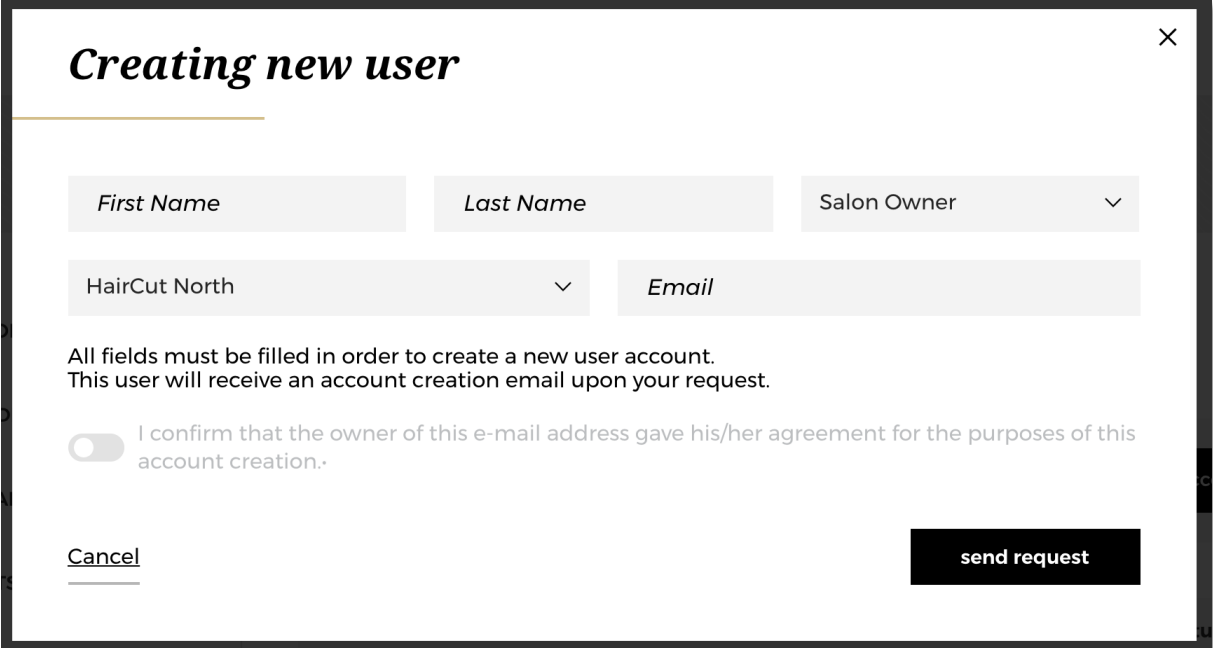 Creating new user
First Name
Last Name
Salon Owner
HairCut North
Email
All fields must be filled in order to create a new user account.
This user will receive an account creation email upon your request.
I confirm that the owner of this e-mail address gave his/her agreement for the purposes of this
account creation.•
Cancel
send request